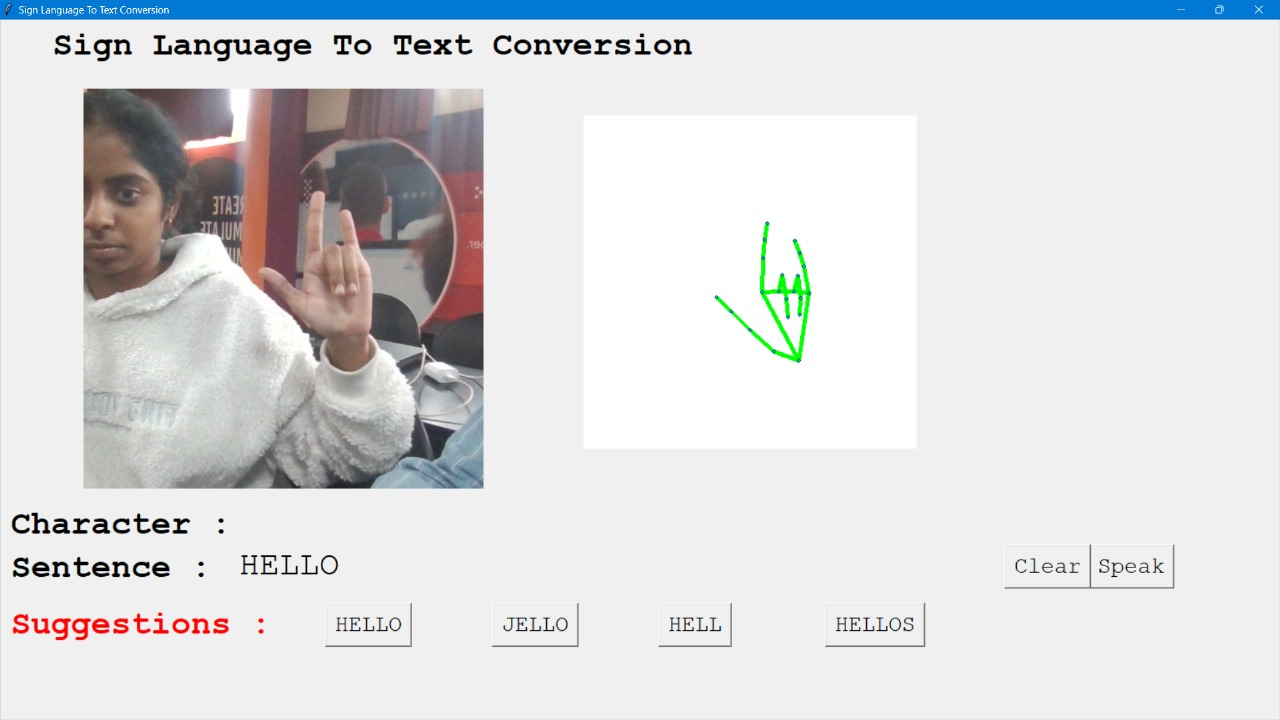 Sign Language To Text Conversion
Sign Language To Text Conversion
Character :
Sentence : HELLO
Clear Speak
Suggestions : HELLO JELLO HELL HELLOS